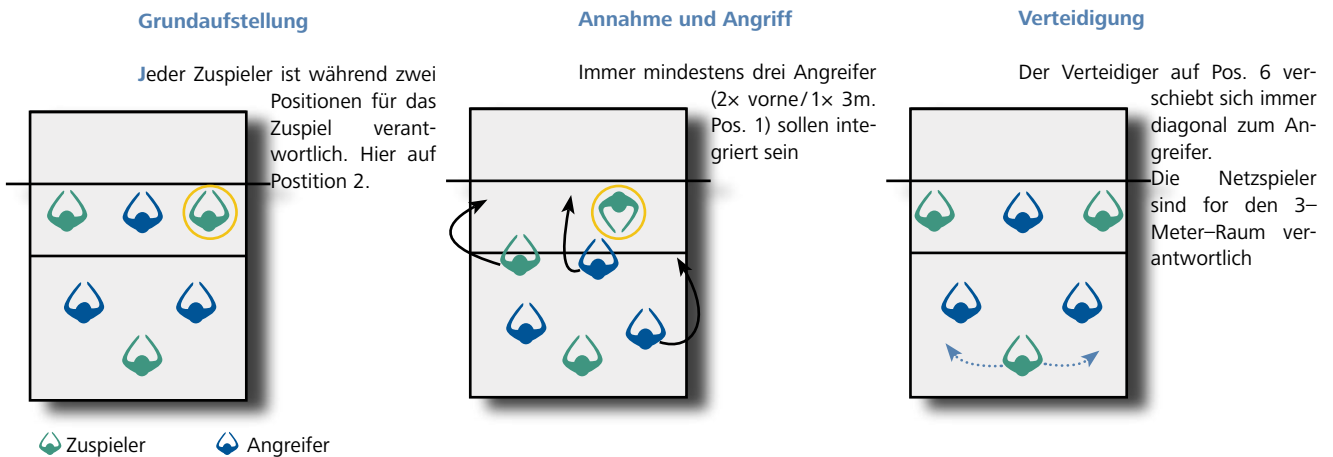 Grundaufstellung
Jeder Zuspieler ist während zwei
Positionen für das
Zuspiel verant-
wortlich. Hier auf
Postition 2.
Annahme und Angriff
Immer mindestens drei Angreifer
(2× vorne/1× 3m.
Pos. 1) sollen inte-
griert sein
Verteidigung
Der Verteidiger auf Pos. 6 ver-
schiebt sich immer
diagonal zum An-
greifer.
Die Netzspieler
sind for den 3–
Meter–Raum ver-
antwortlich
Zuspieler
Angreifer